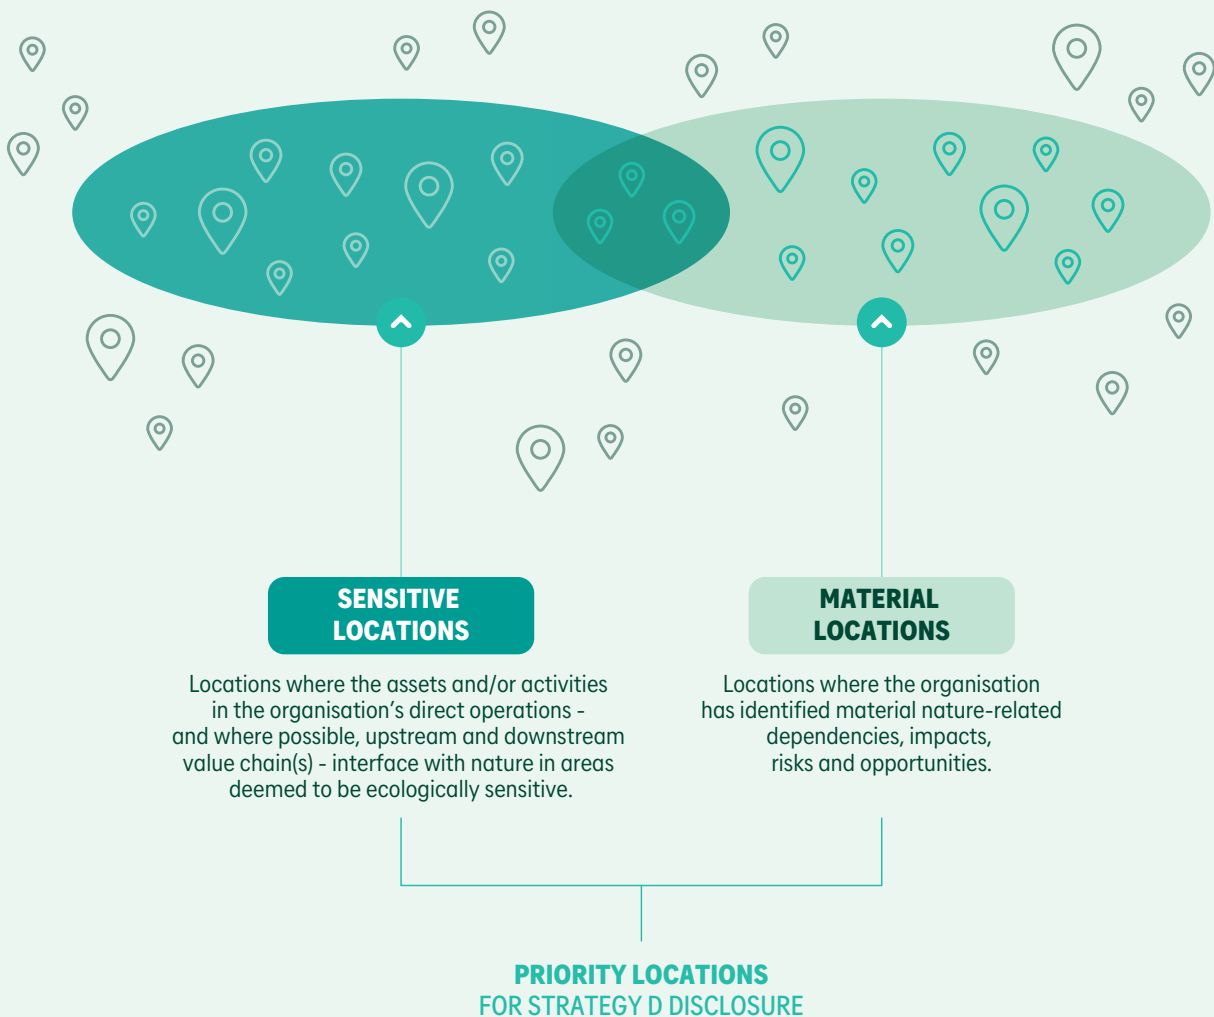 SENSITIVE
LOCATIONS
Locations where the assets and/or activities
in the organisation's direct operations -
and where possible, upstream and downstream
value chain(s) - interface with nature in areas
deemed to be ecologically sensitive.
MATERIAL
LOCATIONS
Locations where the organisation
has identified material nature-related
dependencies, impacts,
risks and opportunities.
PRIORITY LOCATIONS
FOR STRATEGY D DISCLOSURE